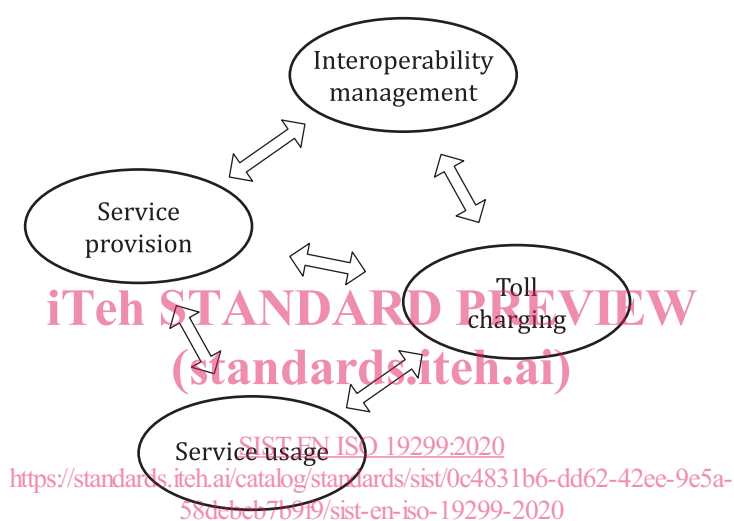 Interoperability
management
Service
provision
Toll
charging
iTeh STANDARD PREVIEW
(standards.iteh.ai)
Service usage
SIST EN ISO 19299:2020
https://standards.iteh.ai/catalog/standards/sist/0c4831b6-dd62-42ee-9e5a-
58debeb7b9f9/sist-en-iso-19299-2020